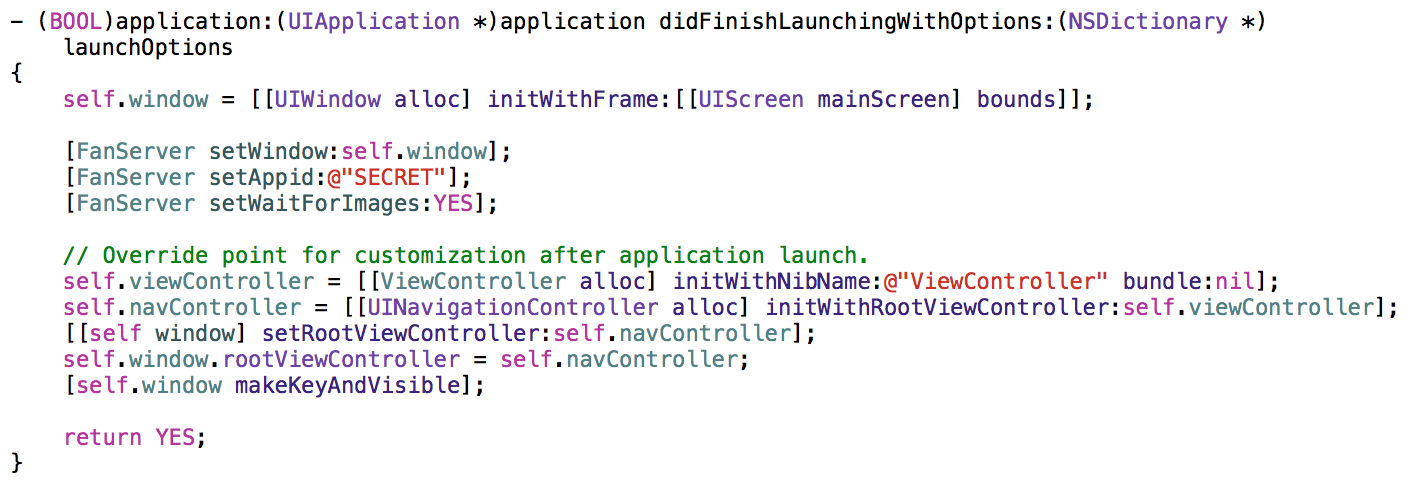 - (BOOL)application:(UIApplication *)application didFinishLaunchingWithOptions:(NSDictionary *)
launchOptions
{
self.window = [[UIWindow alloc] initWithFrame:[[UIScreen mainScreen] bounds]];
[FanServer setWindow:self.window];
[FanServer setAppid:@"SECRET"];
[FanServer setWaitForImages:YES];
// Override point for customization after application launch.
self.viewController = [[ViewController alloc] initWithNibName:@"ViewController" bundle:nil];
self.navController = [[UINavigationController alloc] initWithRootViewController:self.viewController];
[[self window] setRootViewController:self.navController];
self.window.rootViewController = self.navController;
[self.window makeKeyAndVisible];
return YES;
}